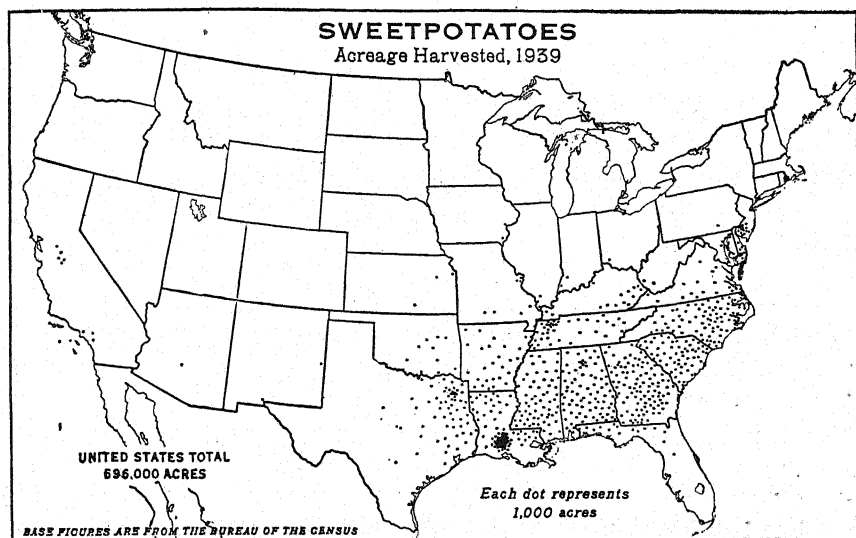 SWEETPOTATOES
Acreage Harvested, 1939
UNITED STATES TOTAL
696,000 ACRES
Each dot represents
1,000 acres
BASE FIGURES ARE FROM THE BUREAU OF THE CENSUS